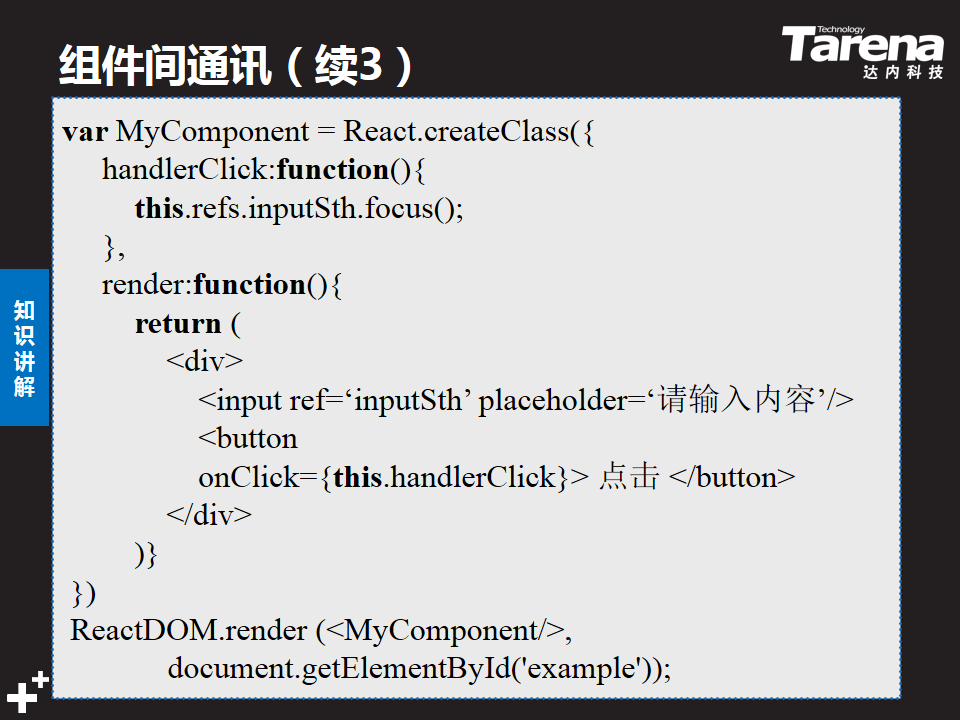 组件间通讯（续3）
Technology
Tarena
达内科技
知识讲解
var MyComponent = React.createClass({
handlerClick:function(){
this.refs.inputSth.focus();
},
render:function(){
return (
<div>
<input ref=‘inputSth’ placeholder=‘请输入内容’/>
<button
onClick={this.handlerClick}> 点击 </button>
</div>
)}
})
ReactDOM.render (<MyComponent/>,
document.getElementById('example'));